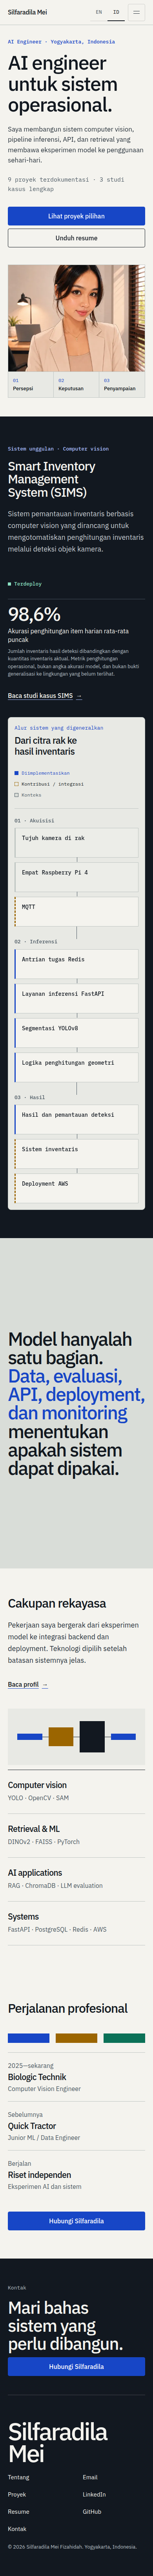 Silfaradila Mei
EN
ID
AI Engineer · Yogyakarta, Indonesia
AI engineer
untuk sistem
operasional.
Saya membangun sistem computer vision,
pipeline inferensi, API, dan retrieval yang
membawa eksperimen model ke penggunaan
sehari-hari.
9 proyek terdokumentasi · 3 studi
kasus lengkap
Lihat proyek pilihan
Unduh resume
01
Persepsi
02
Keputusan
03
Penyampaian
Sistem unggulan · Computer vision
Smart Inventory
Management
System (SIMS)
Sistem pemantauan inventaris berbasis
computer vision yang dirancang untuk
mengotomatiskan penghitungan inventaris
melalui deteksi objek kamera.
Terdeploy
98,6%
Akurasi penghitungan item harian rata-rata
puncak
Jumlah inventaris hasil deteksi dibandingkan dengan
kuantitas inventaris aktual. Metrik penghitungan
operasional, bukan angka akurasi model, dan bukan bukti
generalisasi ke lingkungan yang belum terlihat.
Baca studi kasus SIMS →
Alur sistem yang digeneralkan
Dari citra rak ke
hasil inventaris
Diimplementasikan
Kontribusi / integrasi
Konteks
01 · Akuisisi
Tujuh kamera di rak
Empat Raspberry Pi 4
MQTT
02 · Inferensi
Antrian tugas Redis
Layanan inferensi FastAPI
Segmentasi YOLOv8
Logika penghitungan geometri
03 · Hasil
Hasil dan pemantauan deteksi
Sistem inventaris
Deployment AWS
Model hanyalah
satu bagian.
Data, evaluasi,
API, deployment,
dan monitoring
menentukan
apakah sistem
dapat dipakai.
Cakupan rekayasa
Pekerjaan saya bergerak dari eksperimen
model ke integrasi backend dan
deployment. Teknologi dipilih setelah
batasan sistemnya jelas.
Baca profil →
Computer vision
YOLO · OpenCV · SAM
Retrieval & ML
DINOv2 · FAISS · PyTorch
AI applications
RAG · ChromaDB · LLM evaluation
Systems
FastAPI · PostgreSQL · Redis · AWS
Perjalanan profesional
2025—sekarang
Biologic Technik
Computer Vision Engineer
Sebelumnya
Quick Tractor
Junior ML / Data Engineer
Berjalan
Riset independen
Eksperimen AI dan sistem
Hubungi Silfaradila
Kontak
Mari bahas
sistem yang
perlu dibangun.
Hubungi Silfaradila
Silfaradila
Mei
Tentang
Email
Proyek
LinkedIn
Resume
GitHub
Kontak
© 2026 Silfaradila Mei Fizahidah. Yogyakarta, Indonesia.